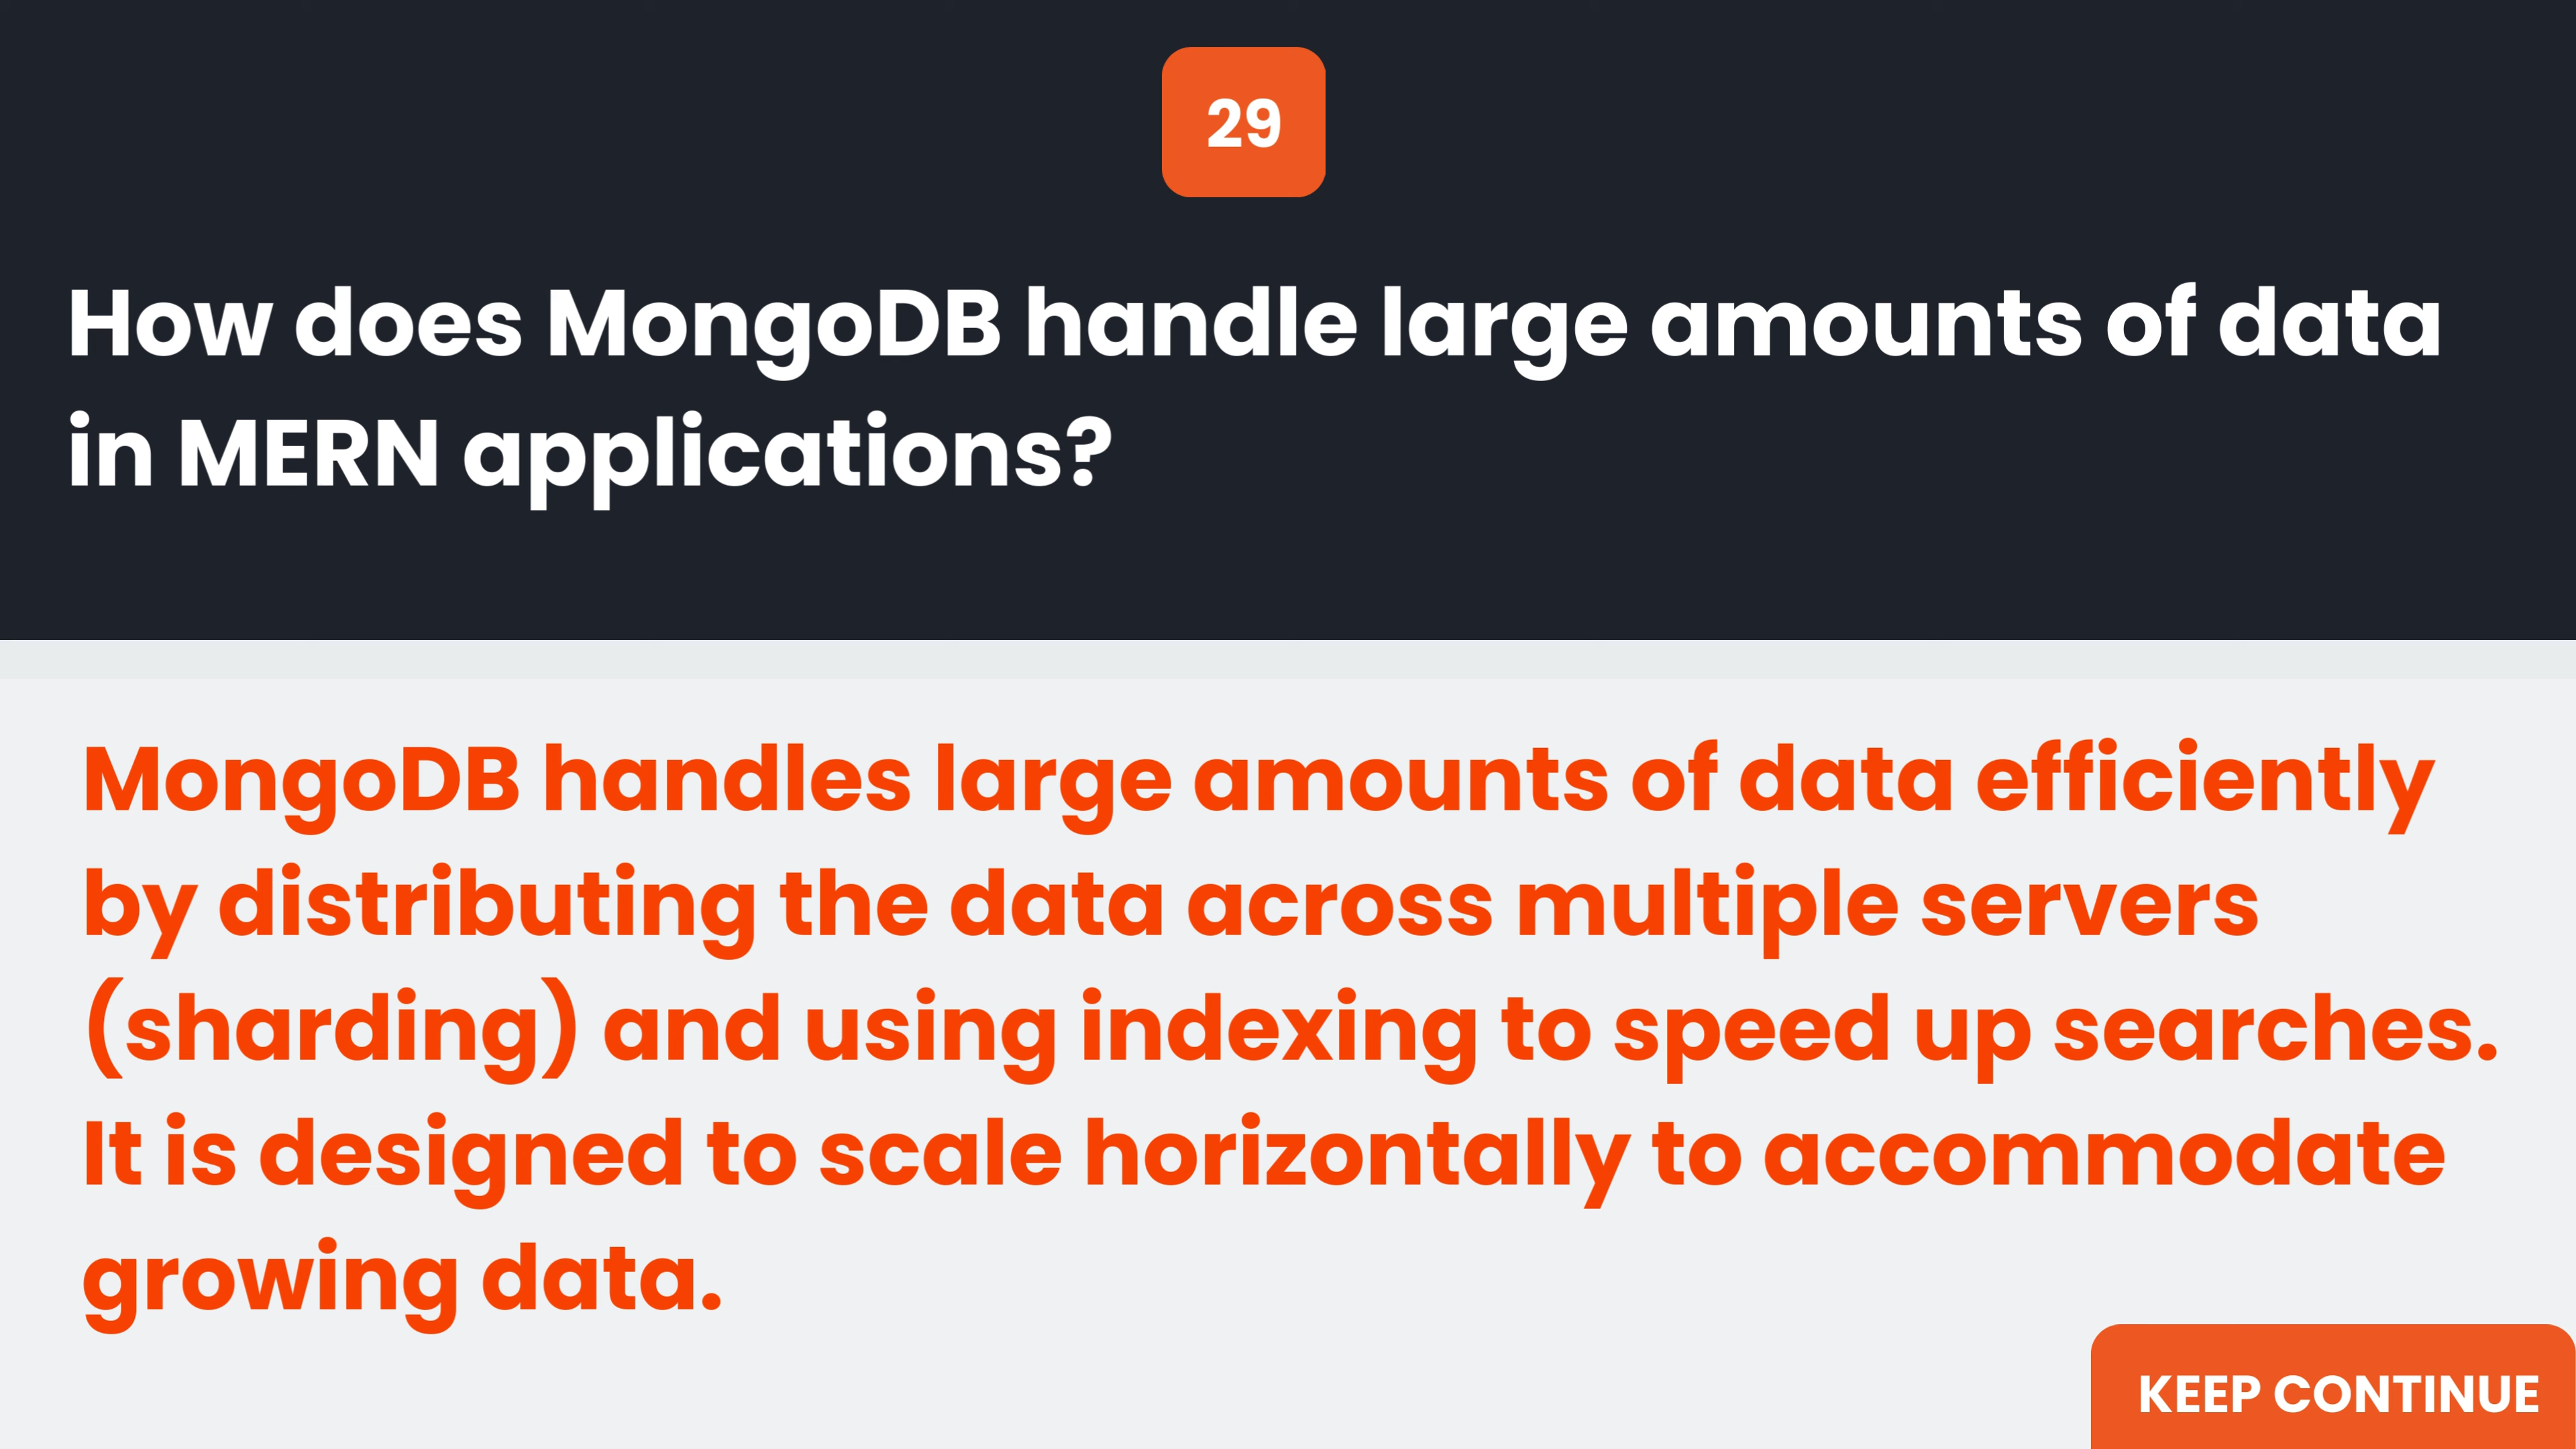 29
How does MongoDB handle large amounts of data
in MERN applications?
MongoDB handles large amounts of data efficiently
by distributing the data across multiple servers
(sharding) and using indexing to speed up searches.
It is designed to scale horizontally to accommodate
growing data.
KEEP CONTINUE